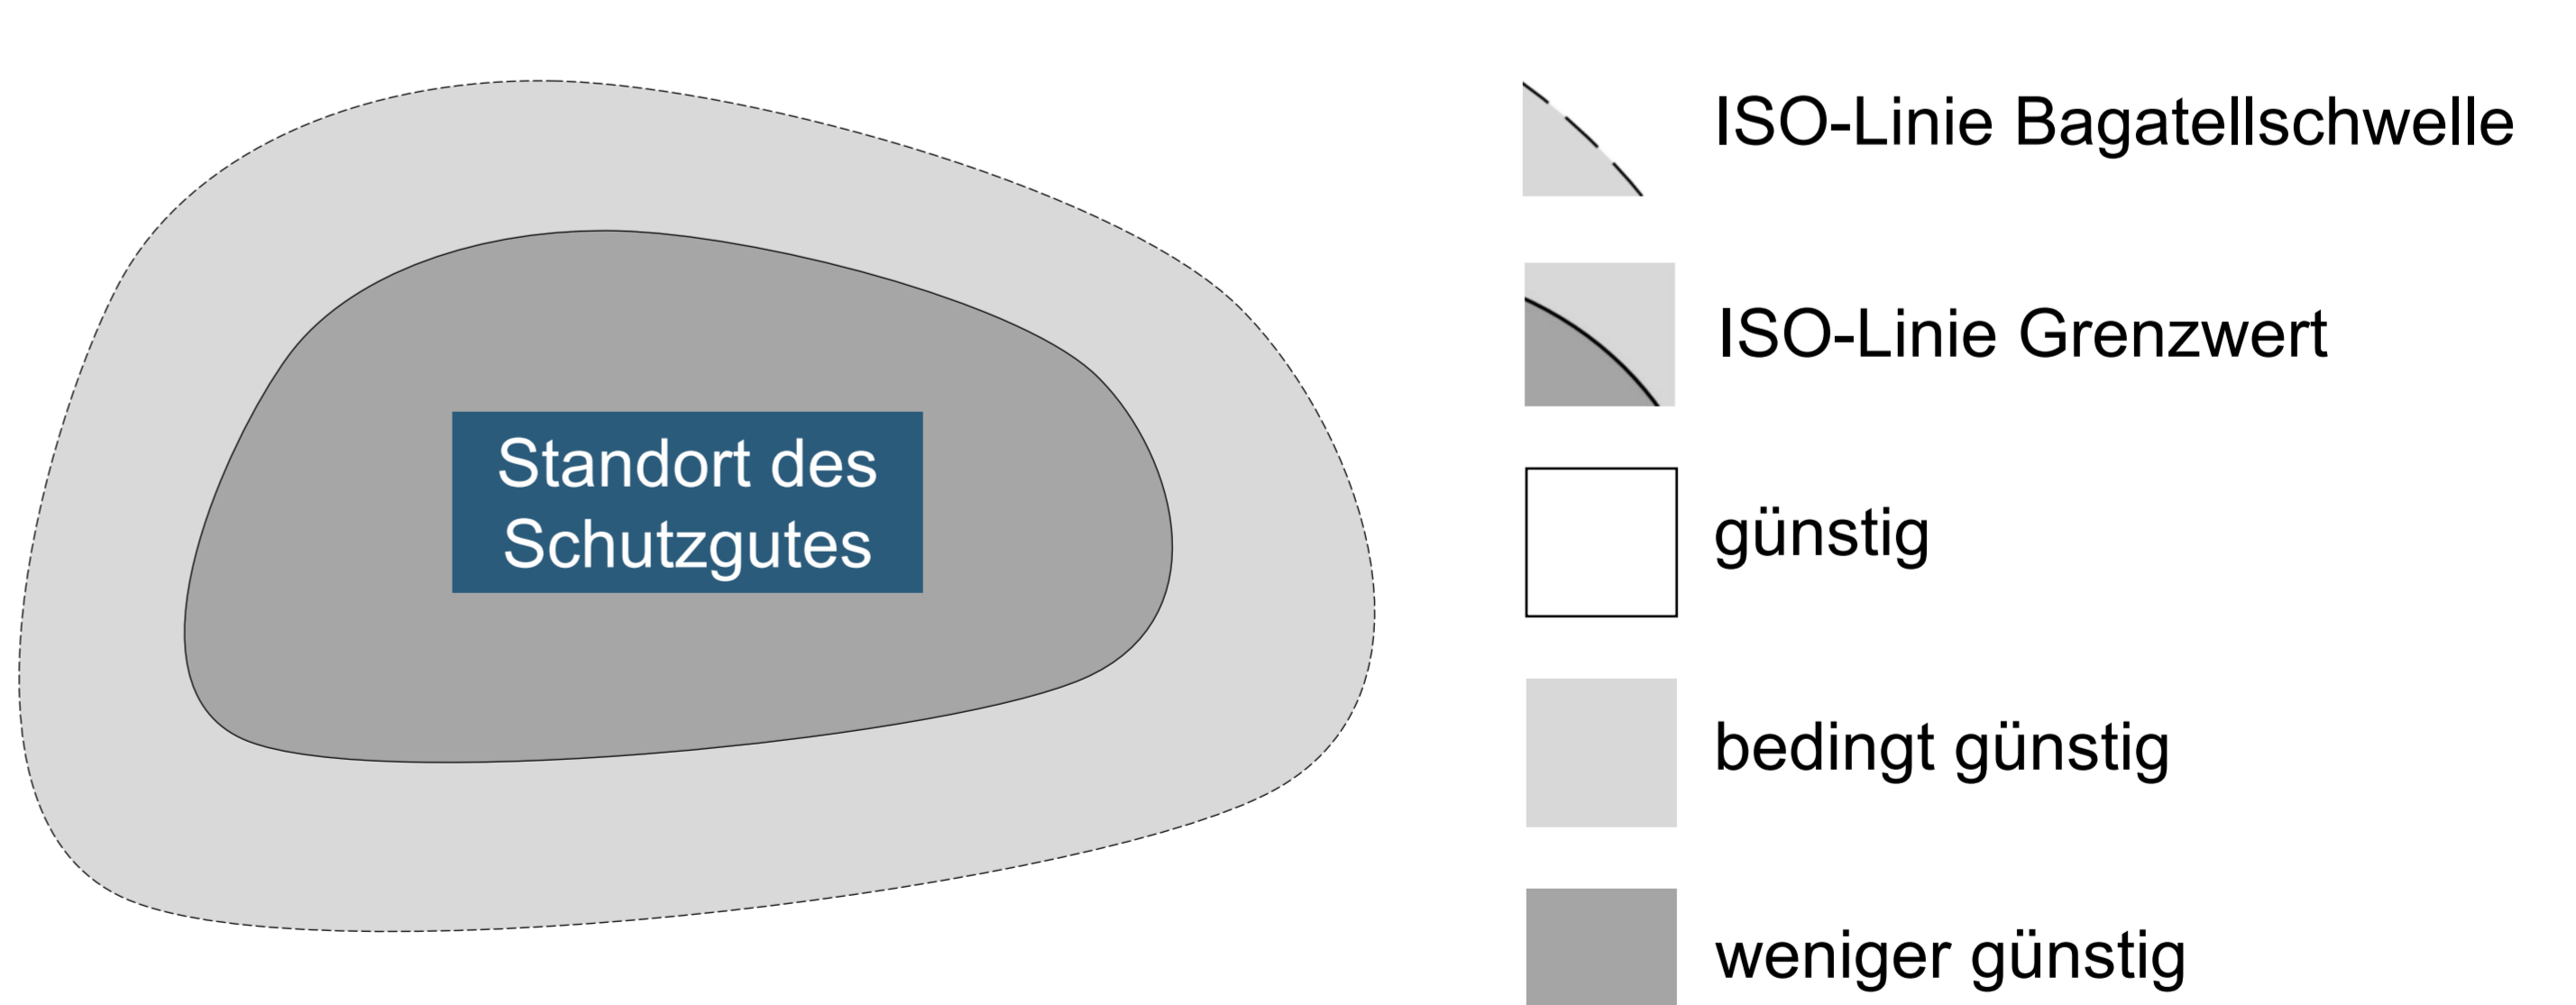 Standort des
Schutzgutes
ISO-Linie Bagatellschwelle
ISO-Linie Grenzwert
günstig
bedingt günstig
weniger günstig